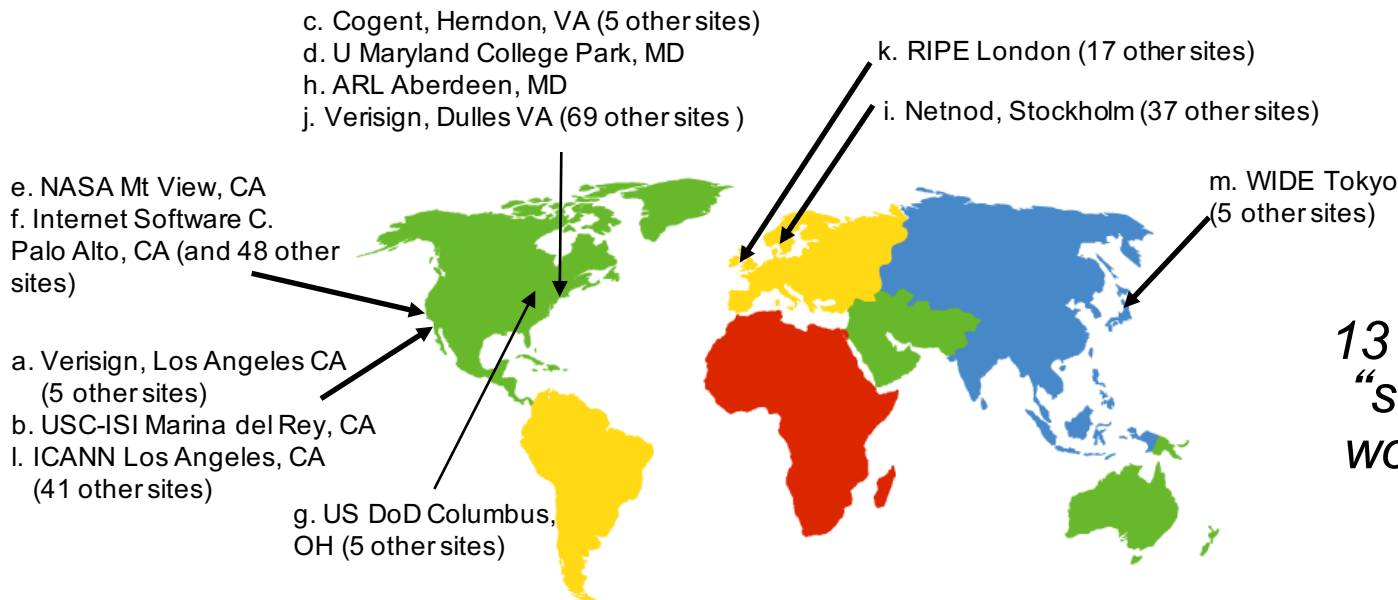 c. Cogent, Herndon, VA (5 other sites)
d. U Maryland College Park, MD
h. ARL Aberdeen, MD
j. Verisign, Dulles VA (69 other sites )
k. RIPE London (17 other sites)
i. Netnod, Stockholm (37 other sites)
m. WIDE Tokyo
(5 other sites)
e. NASA Mt View, CA
f. Internet Software C.
Palo Alto, CA (and 48 other
sites)
a. Verisign, Los Angeles CA
(5 other sites)
b. USC-ISI Marina del Rey, CA
l. ICANN Los Angeles, CA
(41 other sites)
g. US DoD Columbus,
OH (5 other sites)
13